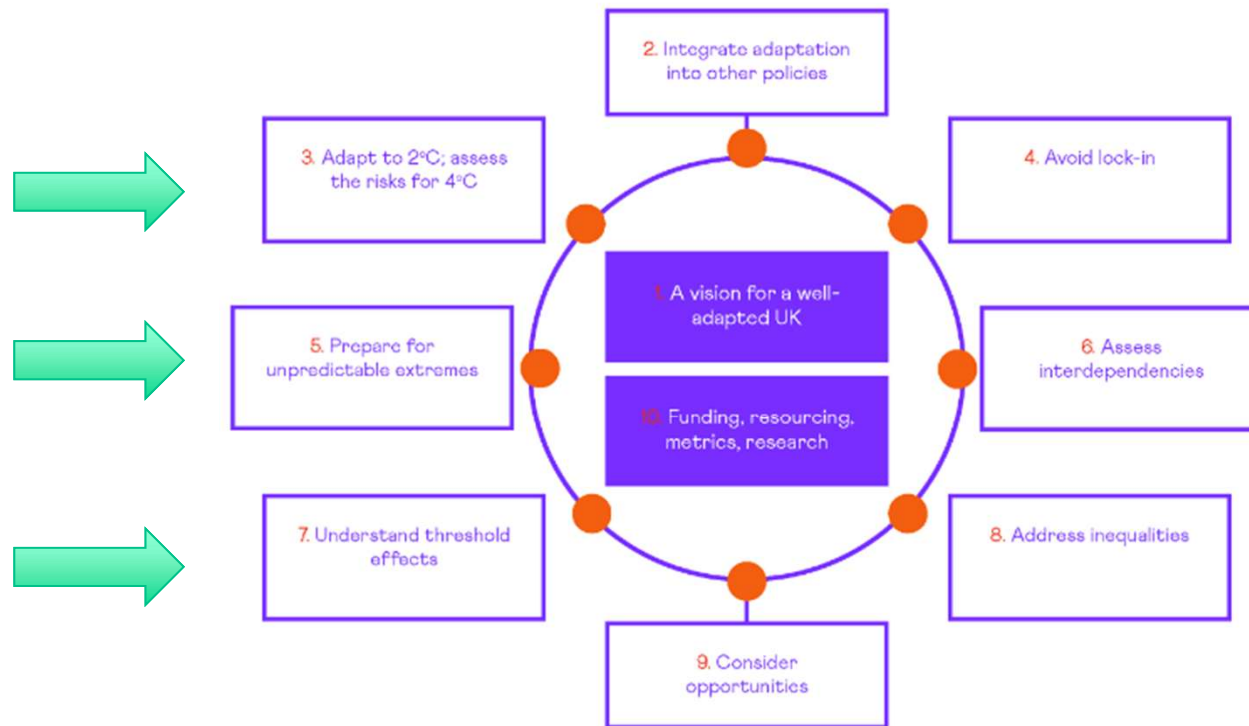 2. Integrate adaptation
into other policies
3. Adapt to 2°C; assess
the risks for 4°C
4. Avoid lock-in
1. A vision for a well-
adapted UK
5. Prepare for
unpredictable extremes
6. Assess
interdependencies
10. Funding, resourcing,
metrics, research
7. Understand threshold
effects
8. Address inequalities
9. Consider
opportunities